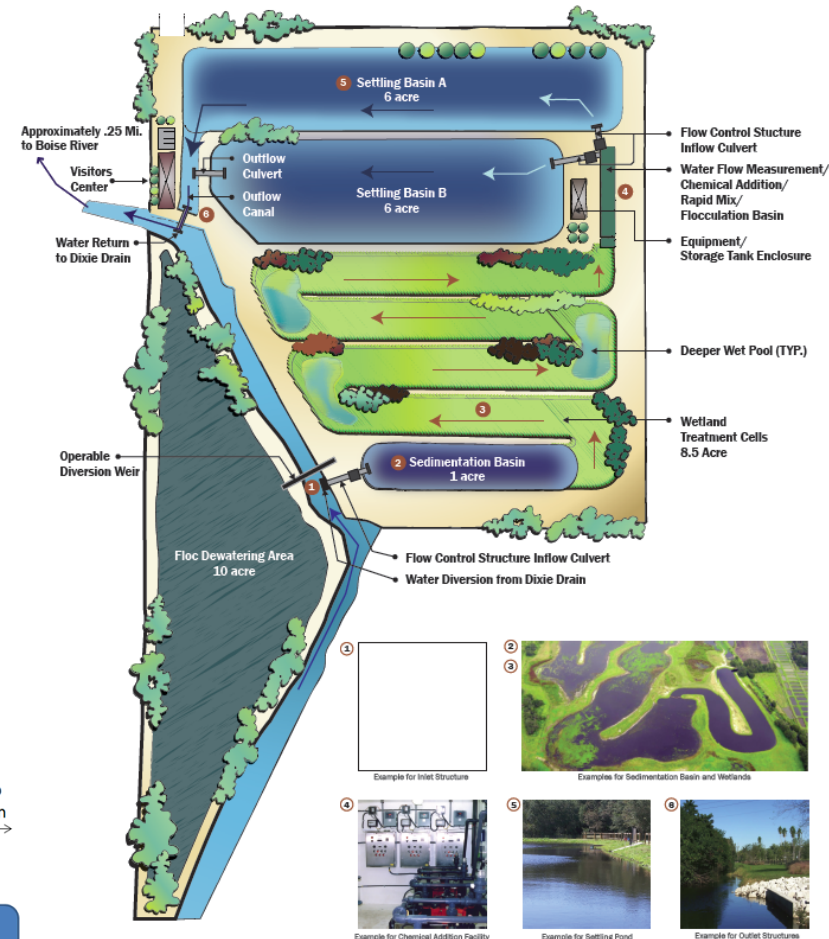 5 Settling Basin A
6 acre
Approximately .25 Mi.
to Boise River
Visitors
Center
Outflow
Culvert
Outlow
Canal
6
Settling Basin B
6 acre
Flow Control Stucture
Inflow Culvert
Water Flow Measurement/
Chemical Addition/
Rapid Mix/
Flocculation Basin
4
Equipment/
Storage Tank Enclosure
Water Return
to Dixie Drain
Deeper Wet Pool (TYP.)
3
Wetland
Treatment Cells
8.5 Acre
Operable
Diversion Weir
2 Sedimentation Basin
1 acre
1
Floc Dewatering Area
10 acre
Flow Control Structure Inflow Culvert
Water Diversion from Dixie Drain
1
Example for Inlet Structure
2
3
Examples for Sedimentation Basin and Wetlands
4
Example for Chemical Addition Facility
5
Example for Settling Pond
6
Example for Outlet Structures